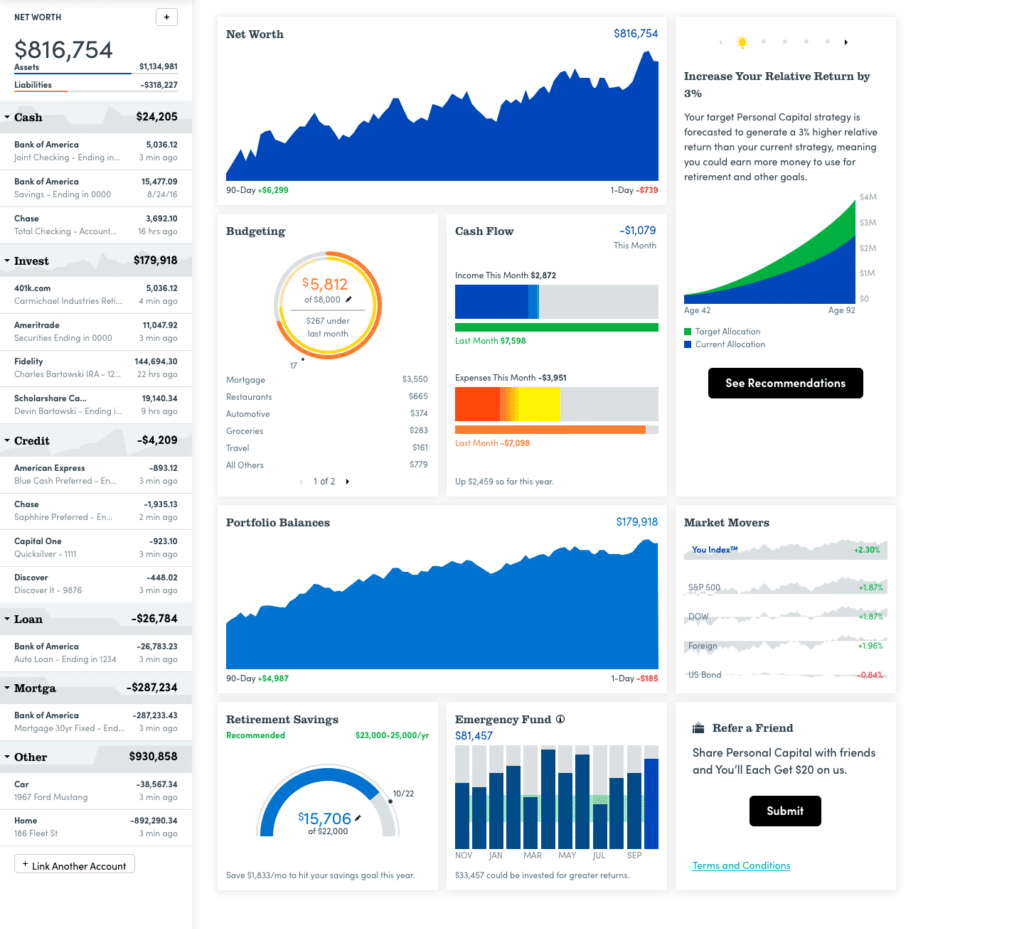 NET WORTH
+
$816,754
Assets $1,134,981
Liabilities -$318,227
Cash $24,205
Bank of America 5,036.12
Joint Checking - Ending in... 3 min ago
Bank of America 15,477.09
Savings - Ending in 0000 8/24/16
Chase 3,692.10
Total Checking - Account... 16 hrs ago
Invest $179,918
401k.com 5,036.12
Carmichael Industries Reti... 4 min ago
Ameritrade 11,047.92
Securities Ending in 0000 3 min ago
Fidelity 144,694.30
Charles Bartowski IRA - 12... 22 hrs ago
Scholarshare Ca... 19,140.34
Devin Bartowski - Ending i... 9 hrs ago
Credit -$4,209
American Express -893.12
Blue Cash Preferred - En... 3 min ago
Chase -1,935.13
Saphhire Preferred - En... 2 min ago
Capital One -923.10
Quicksilver - 1111 3 min ago
Discover -448.02
Discover It - 9876 3 min ago
Loan -$26,784
Bank of America -26,783.23
Auto Loan - Ending in 1234 3 min ago
Mortga -$287,234
Bank of America -287,233.43
Mortgage 30yr Fixed - End... 3 min ago
Other $930,858
Car -38,567.34
1967 Ford Mustang 3 min ago
Home -892,290.34
186 Fleet St 3 min ago
+ Link Another Account
Net Worth $816,754
90-Day +$6,299 1-Day -$739
Budgeting
$5,812
of $8,000
$267 under
last month
17
Mortgage $3,550
Restaurants $665
Automotive $374
Groceries $283
Travel $161
All Others $779
1 of 2
Cash Flow -$1,079
This Month
Income This Month $2,872
Last Month $7,598
Expenses This Month -$3,951
Last Month -$7,098
Up $2,459 so far this year.
Increase Your Relative Return by
3%
Your target Personal Capital strategy is
forecasted to generate a 3% higher relative
return than your current strategy, meaning
you could earn more money to use for
retirement and other goals.
$4M
$3M
$2M
$1M
$0
Age 42 Age 92
Target Allocation
Current Allocation
See Recommendations
Portfolio Balances $179,918
90-Day +$4,987 1-Day -$185
Market Movers
You Index™ +2.30%
S&P 500 +1.87%
DOW +1.87%
Foreign +1.96%
US Bond -0.84%
Retirement Savings
Recommended $23,000-25,000/yr
10/22
$15,706
of $22,000
Save $1,833/mo to hit your savings goal this year.
Emergency Fund
$81,457
NOV JAN MAR MAY JUL SEP
$33,457 could be invested for greater returns.
Refer a Friend
Share Personal Capital with friends
and You'll Each Get $20 on us.
Submit
Terms and Conditions